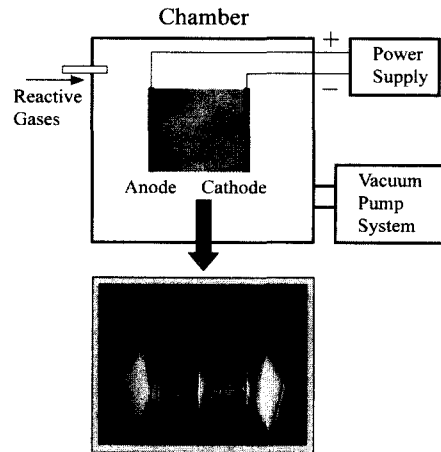 Chamber
+
Power
Supply
−
Reactive
Gases
Anode
Cathode
Vacuum
Pump
System